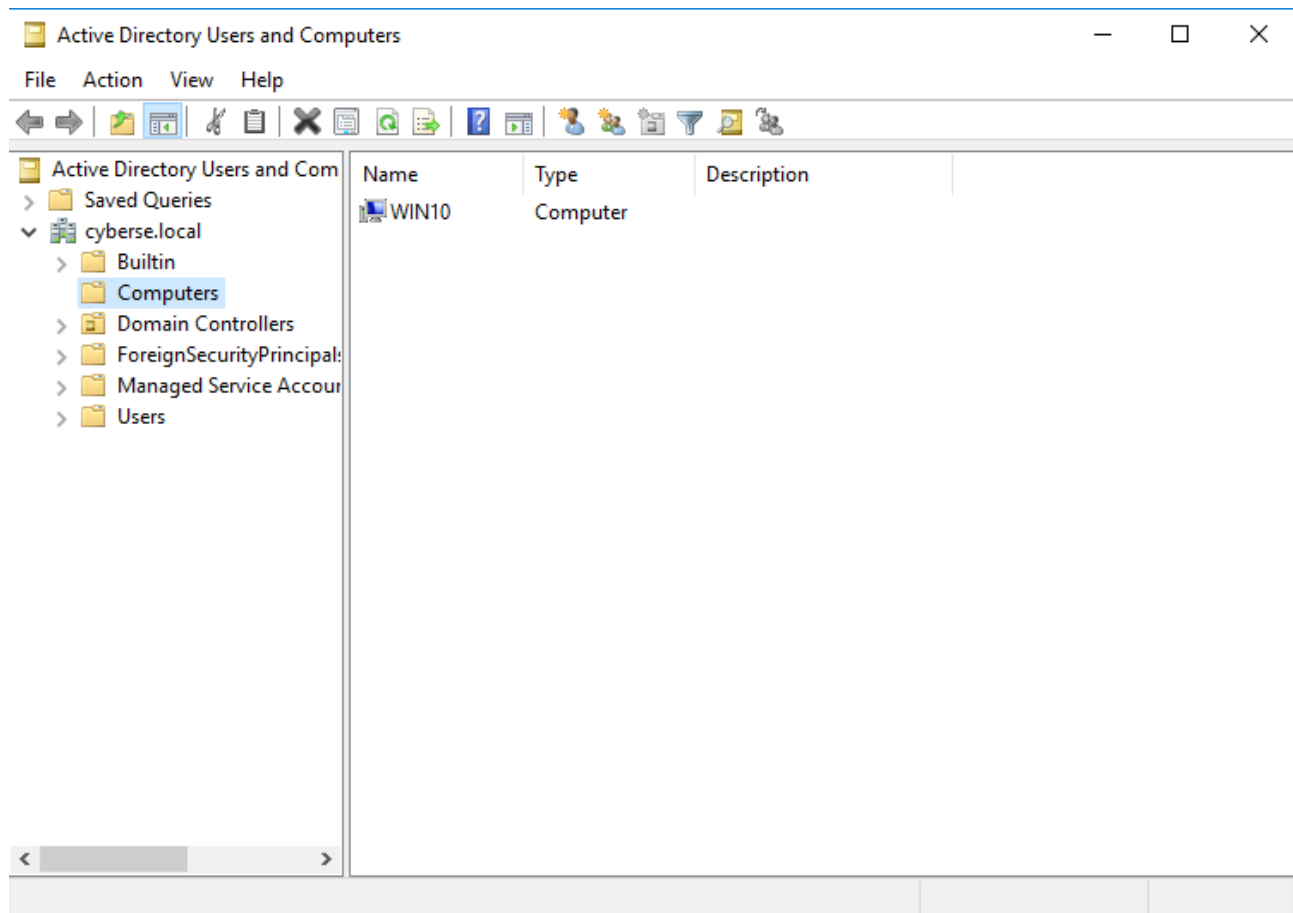 Active Directory Users and Computers
File Action View Help
Active Directory Users and Com
Saved Queries
cyberse.local
Builtin
Computers
Domain Controllers
ForeignSecurityPrincipal
Managed Service Accour
Users
Name Type Description
WIN10 Computer